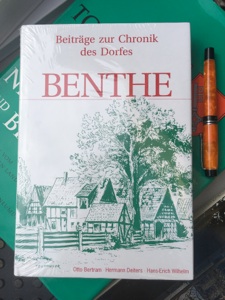 Beiträge zur Chronik
des Dorfes
BENTHE
Otto Bertram Hermann Deiters Hans-Erich Wilhelm